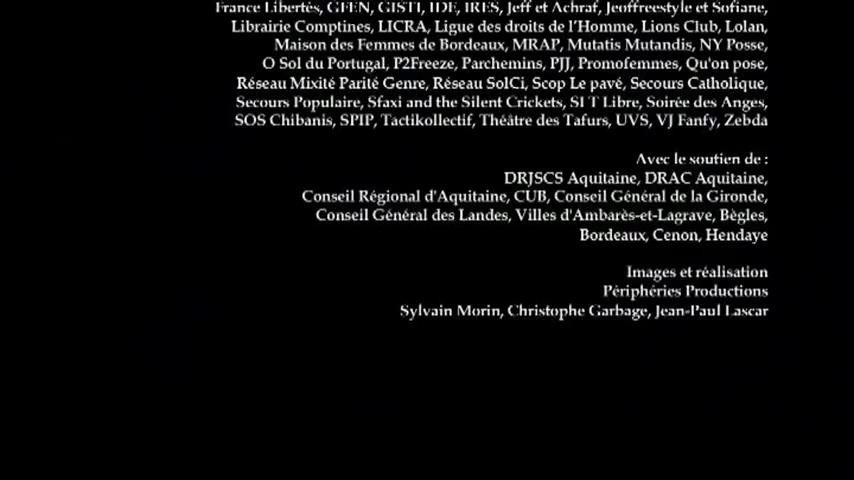 France Libertés, GFEN, GISTI, IDF, IRES, Jeff et Achraf, Jeoffreestyle et Sofiane,
Librairie Comptines, LICRA, Ligue des droits de l'Homme, Lions Club, Lolan,
Maison des Femmes de Bordeaux, MRAP, Mutatis Mutandis, NY Posse,
O Sol du Portugal, P2Freeze, Parchemins, PJJ, Promofemmes, Qu'on pose,
Réseau Mixité Parité Genre, Réseau SolCi, Scop Le pavé, Secours Catholique,
Secours Populaire, Sfaxi and the Silent Crickets, SI T Libre, Soirée des Anges,
SOS Chibanis, SPIP, Tactikollectif, Théâtre des Tafurs, UVS, VJ Fanfy, Zebda
Avec le soutien de :
DRJSCS Aquitaine, DRAC Aquitaine,
Conseil Régional d'Aquitaine, CUB, Conseil Général de la Gironde,
Conseil Général des Landes, Villes d'Ambarès-et-Lagrave, Bègles,
Bordeaux, Cenon, Hendaye
Images et réalisation
Périphéries Productions
Sylvain Morin, Christophe Garbage, Jean-Paul Lascar